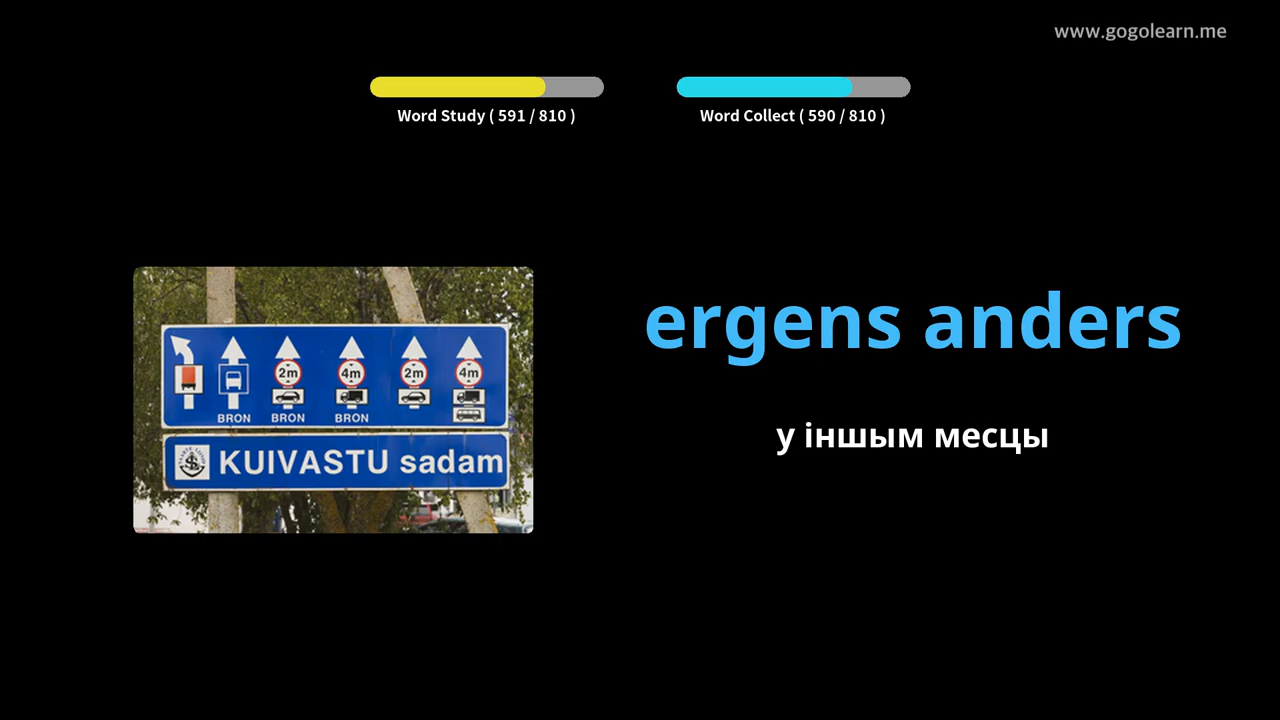 www.gogolearn.me
Word Study ( 591 / 810 )
Word Collect ( 590 / 810 )
ergens anders
у іншым месцы
2m 4m 2m 4m
BRON BRON BRON
KUIVASTU sadam